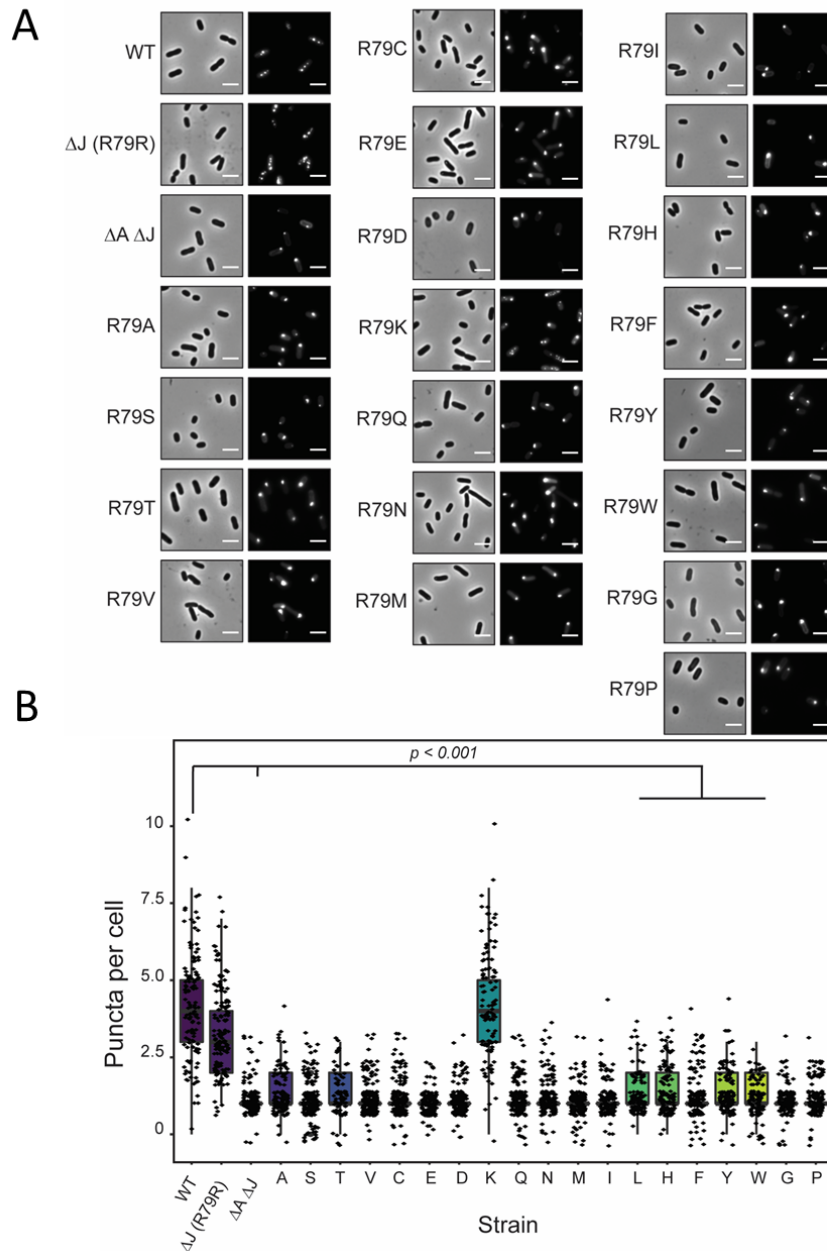 A
WT
R79C
R79I
ΔJ (R79R)
R79E
R79L
ΔA ΔJ
R79D
R79H
R79A
R79K
R79F
R79S
R79Q
R79Y
R79T
R79N
R79W
R79V
R79M
R79G
R79P
B
p < 0.001
10
7.5
5.0
2.5
0
Puncta per cell
WT
ΔJ (R79R)
ΔA ΔJ
A
S
T
V
C
E
D
K
Q
N
M
I
L
H
F
Y
W
G
P
Strain